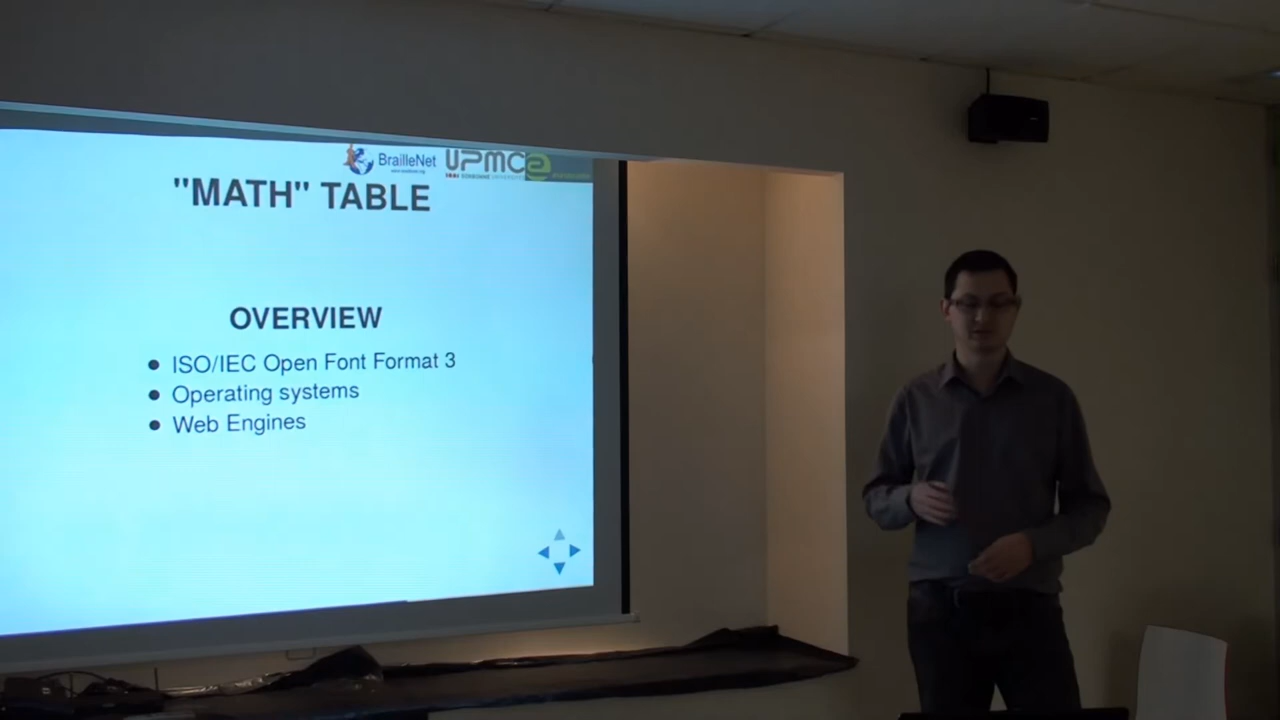 BrailleNet
UPMC
"MATH" TABLE
OVERVIEW
• ISO/IEC Open Font Format 3
• Operating systems
• Web Engines